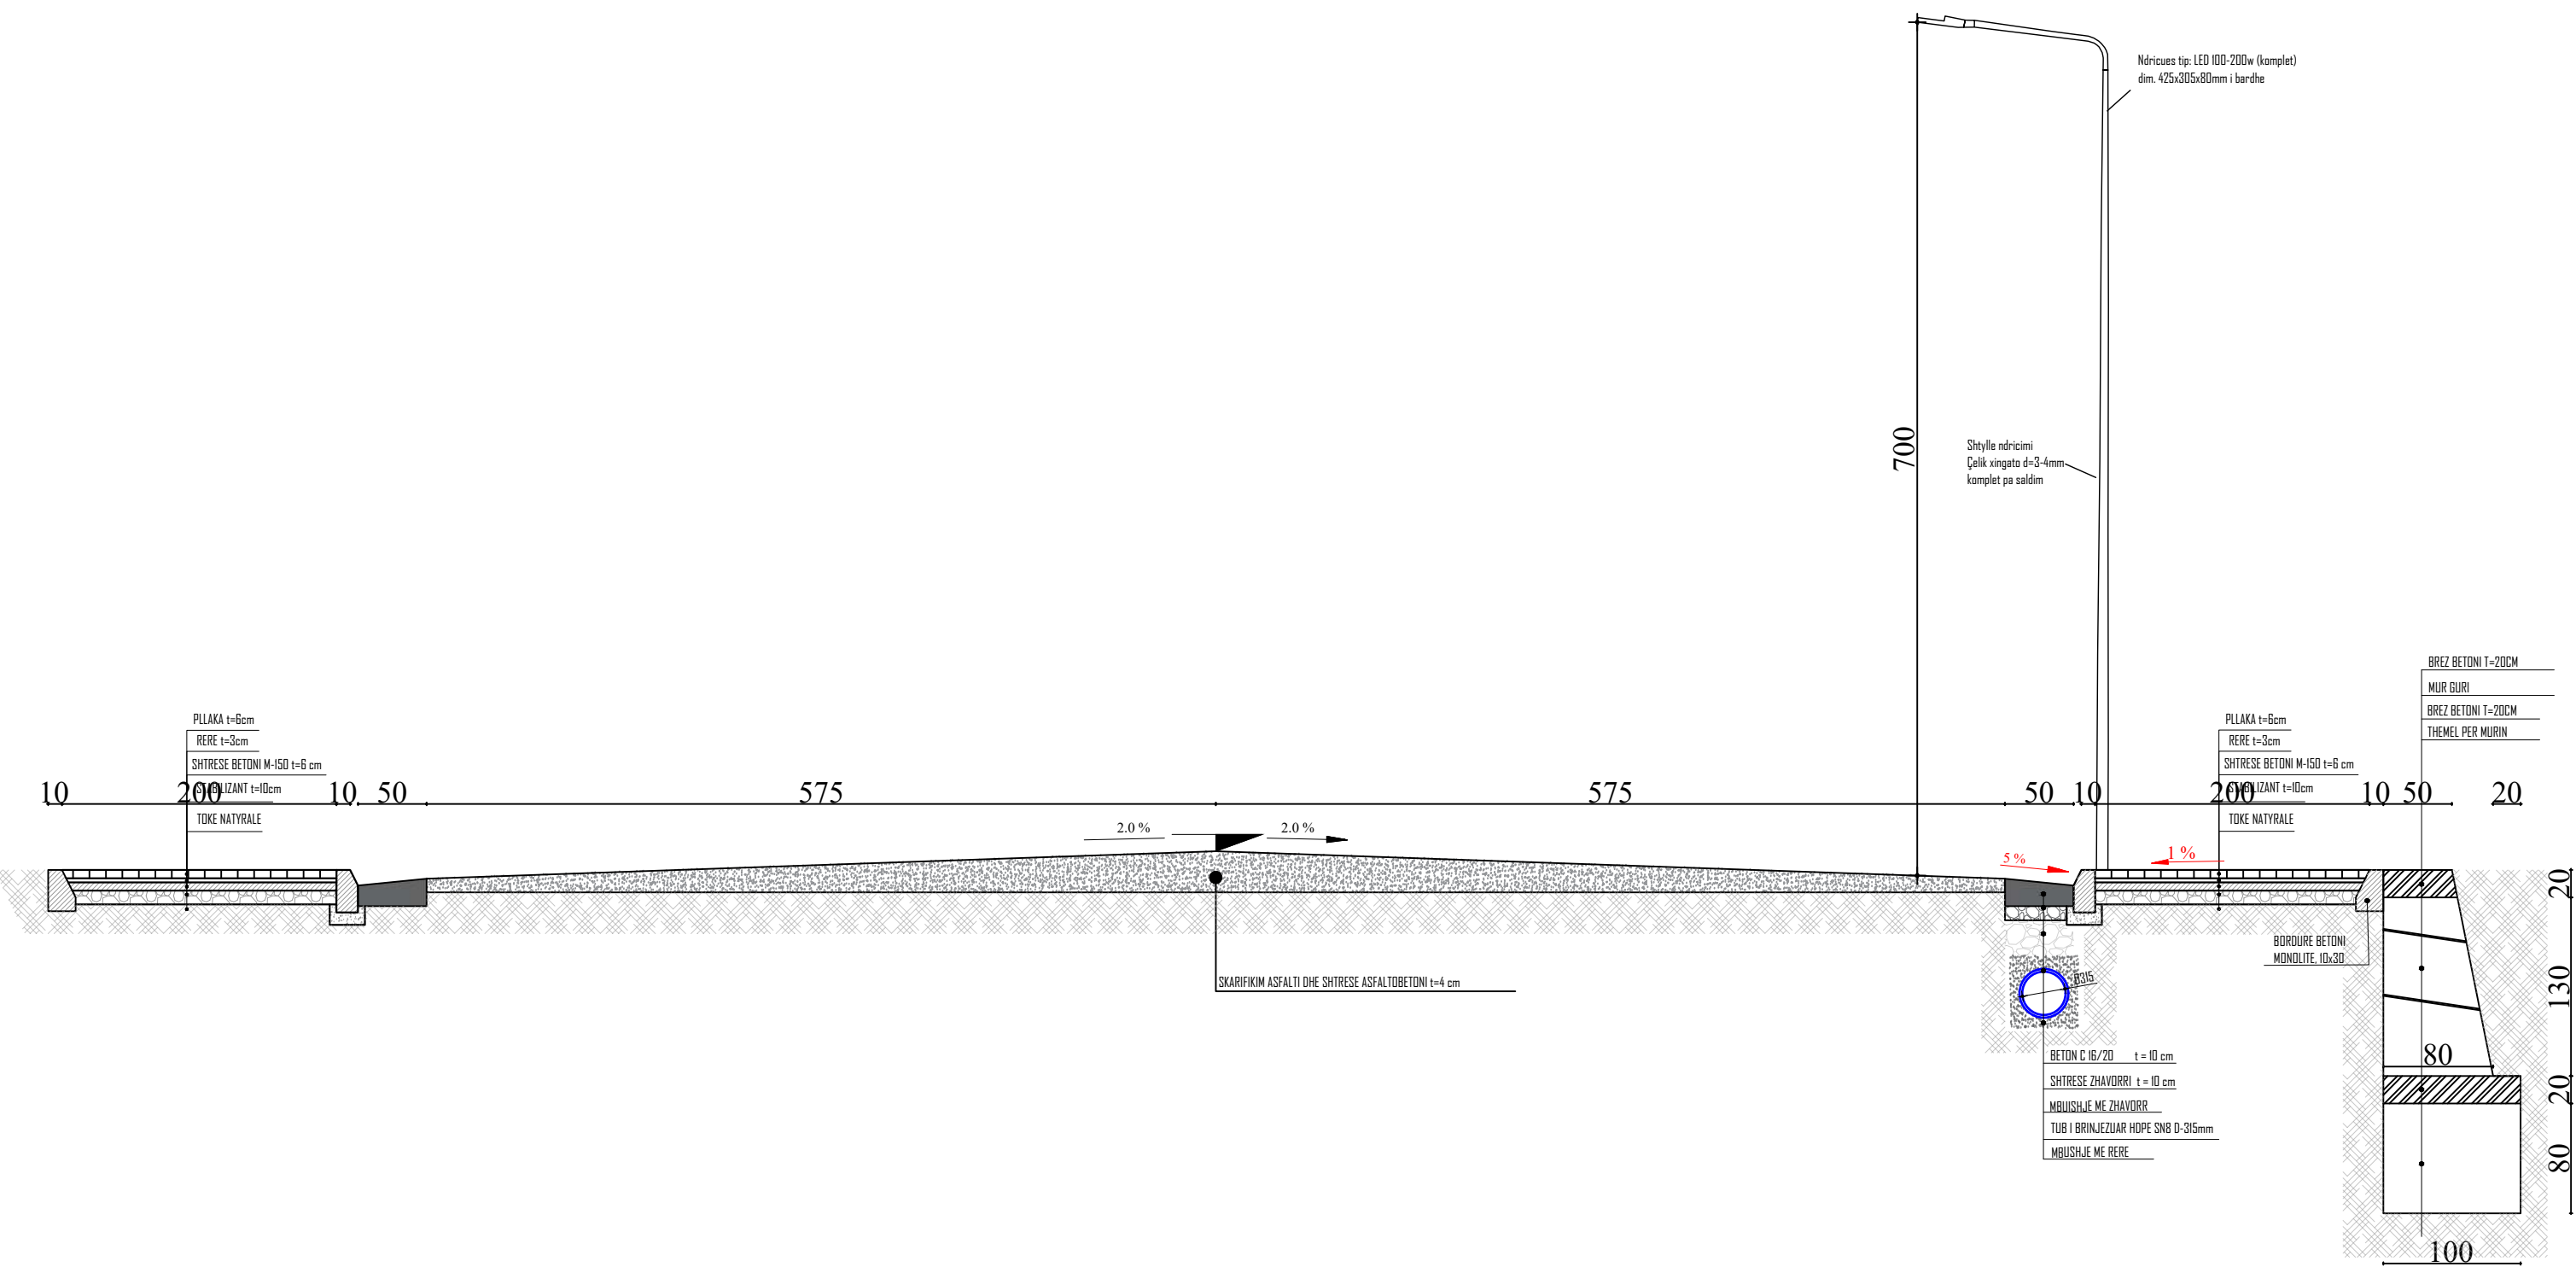 Ndricues tip: LED 100-200w (komplet)
dim. 425x305x80mm i bardhe
700
Shtylle ndricimi
Çelik xingato d=3-4mm
komplet pa saldim
BREZ BETONI T=20CM
MUR GURI
BREZ BETONI T=20CM
THEMEL PER MURIN
PLLAKA t=6cm
RERE t=3cm
SHTRESE BETONI M-150 t=6 cm
STABILIZANT t=10cm
TOKE NATYRALE
PLLAKA t=6cm
RERE t=3cm
SHTRESE BETONI M-150 t=6 cm
STABILIZANT t=10cm
TOKE NATYRALE
10 200 10 50 575 575 50 10 200 10 50 20
2.0 % 2.0 %
5 % 1 %
20
130
20
80
BORDURE BETONI
MONOLITE, 10x30
SKARIFIKIM ASFALTI DHE SHTRESE ASFALTOBETONI t=4 cm
Ø315
80
BETON C 16/20 t = 10 cm
SHTRESE ZHAVORRI t = 10 cm
MBUISHJE ME ZHAVORR
TUB I BRINJEZUAR HDPE SN8 D-315mm
MBUSHJE ME RERE
100